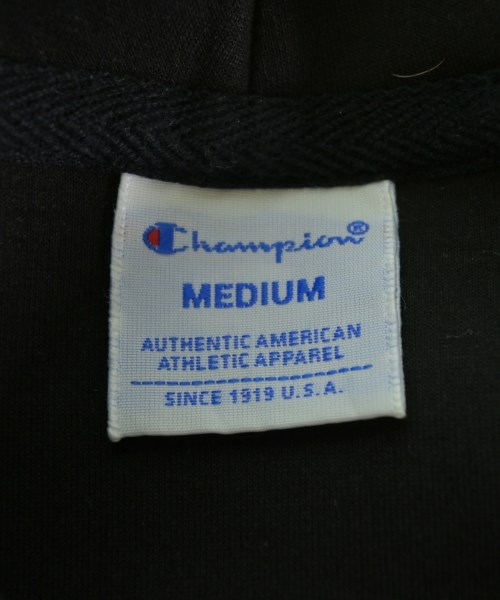 Champion®
MEDIUM
AUTHENTIC AMERICAN
ATHLETIC APPAREL
SINCE 1919 U.S.A.